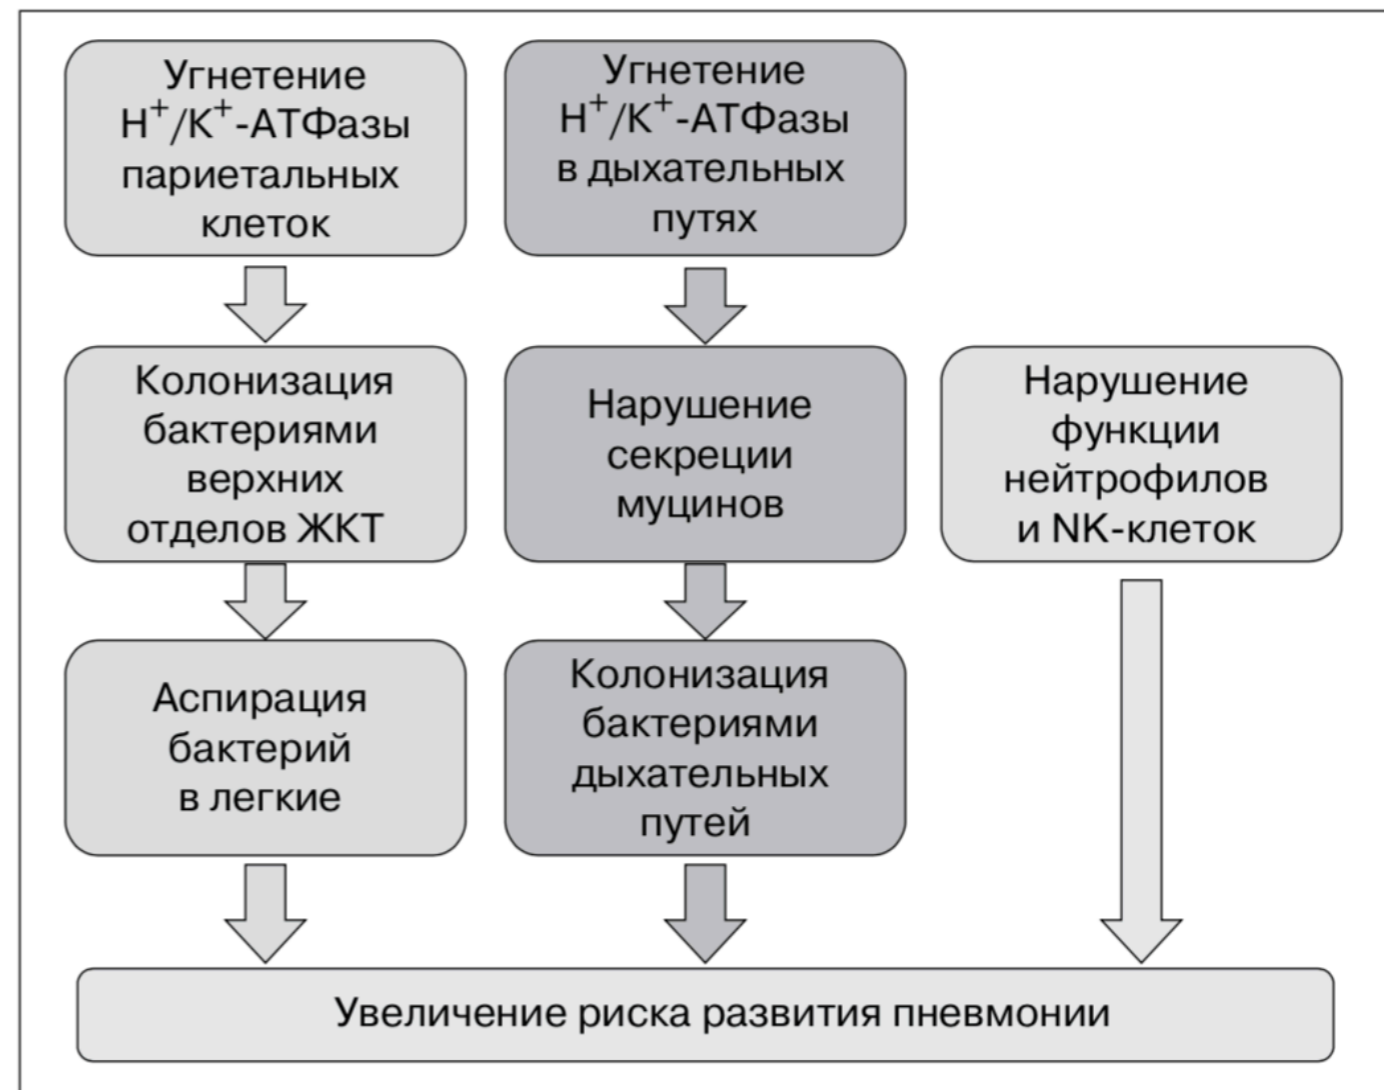 Угнетение
H⁺/K⁺-АТФазы
париетальных
клеток
Угнетение
H⁺/K⁺-АТФазы
в дыхательных
путях
Колонизация
бактериями
верхних
отделов ЖКТ
Нарушение
секреции
муцинов
Нарушение
функции
нейтрофилов
и NK-клеток
Аспирация
бактерий
в легкие
Колонизация
бактериями
дыхательных
путей
Увеличение риска развития пневмонии